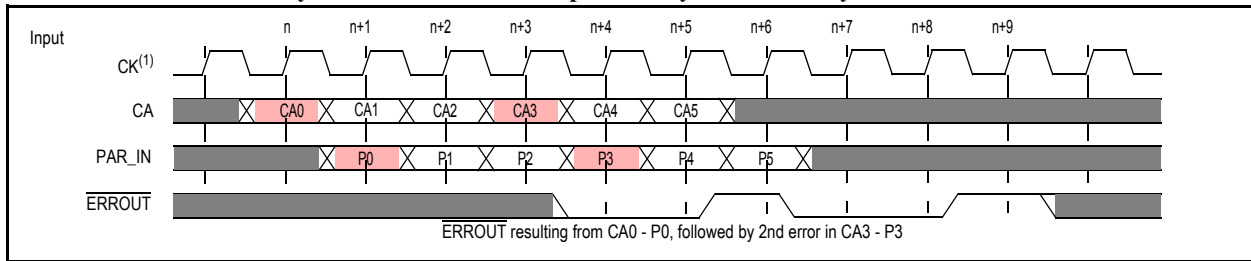 Input
n n+1 n+2 n+3 n+4 n+5 n+6 n+7 n+8 n+9
CK(1)
CA CA0 CA1 CA2 CA3 CA4 CA5
PAR_IN P0 P1 P2 P3 P4 P5
ERROUT
ERROUT resulting from CA0 - P0, followed by 2nd error in CA3 - P3